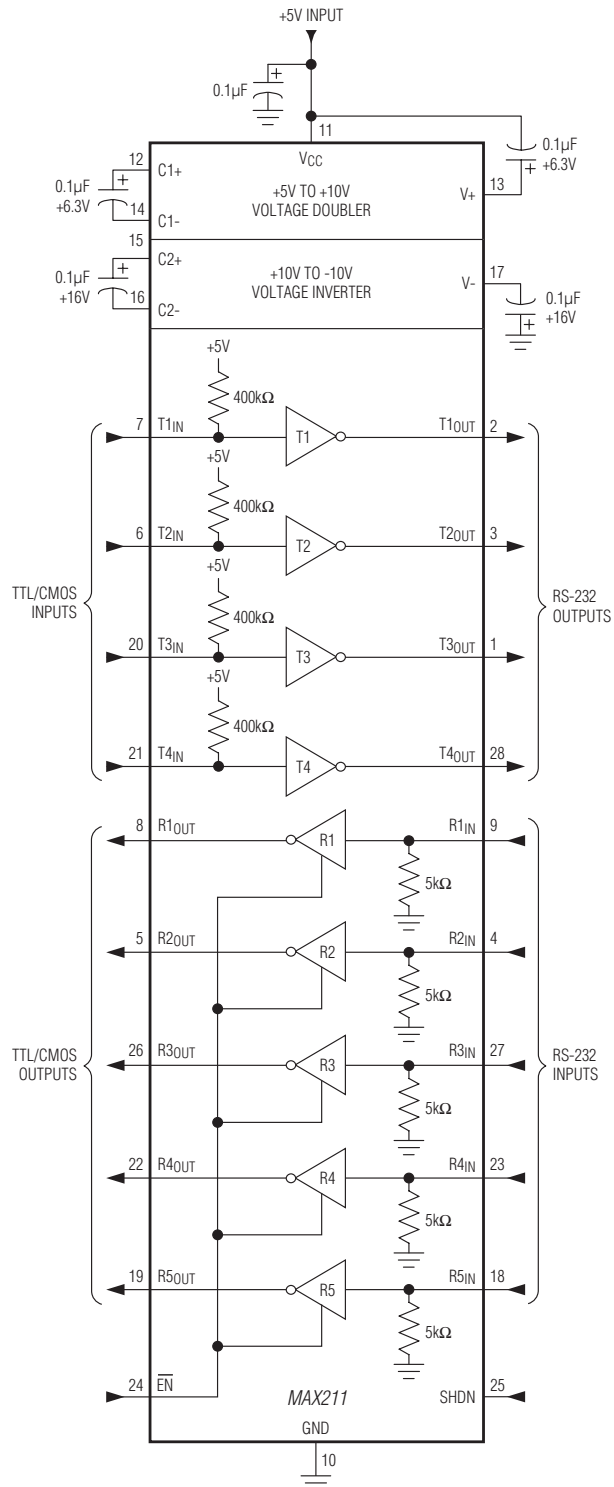 +5V INPUT
0.1µF
+
11
VCC
0.1µF
+6.3V
+
12
C1+
0.1µF
+6.3V
+
14
C1-
+5V TO +10V
VOLTAGE DOUBLER
V+
13
15
C2+
0.1µF
+16V
+
16
C2-
+10V TO -10V
VOLTAGE INVERTER
V-
17
0.1µF
+16V
+
+5V
400kΩ
7
T1IN
T1
T1OUT
2
+5V
400kΩ
6
T2IN
T2
T2OUT
3
TTL/CMOS
INPUTS
RS-232
OUTPUTS
+5V
400kΩ
20
T3IN
T3
T3OUT
1
+5V
400kΩ
21
T4IN
T4
T4OUT
28
8
R1OUT
R1
R1IN
9
5kΩ
5
R2OUT
R2
R2IN
4
5kΩ
26
R3OUT
R3
R3IN
27
5kΩ
TTL/CMOS
OUTPUTS
RS-232
INPUTS
22
R4OUT
R4
R4IN
23
5kΩ
19
R5OUT
R5
R5IN
18
5kΩ
24
EN
MAX211
SHDN
25
GND
10